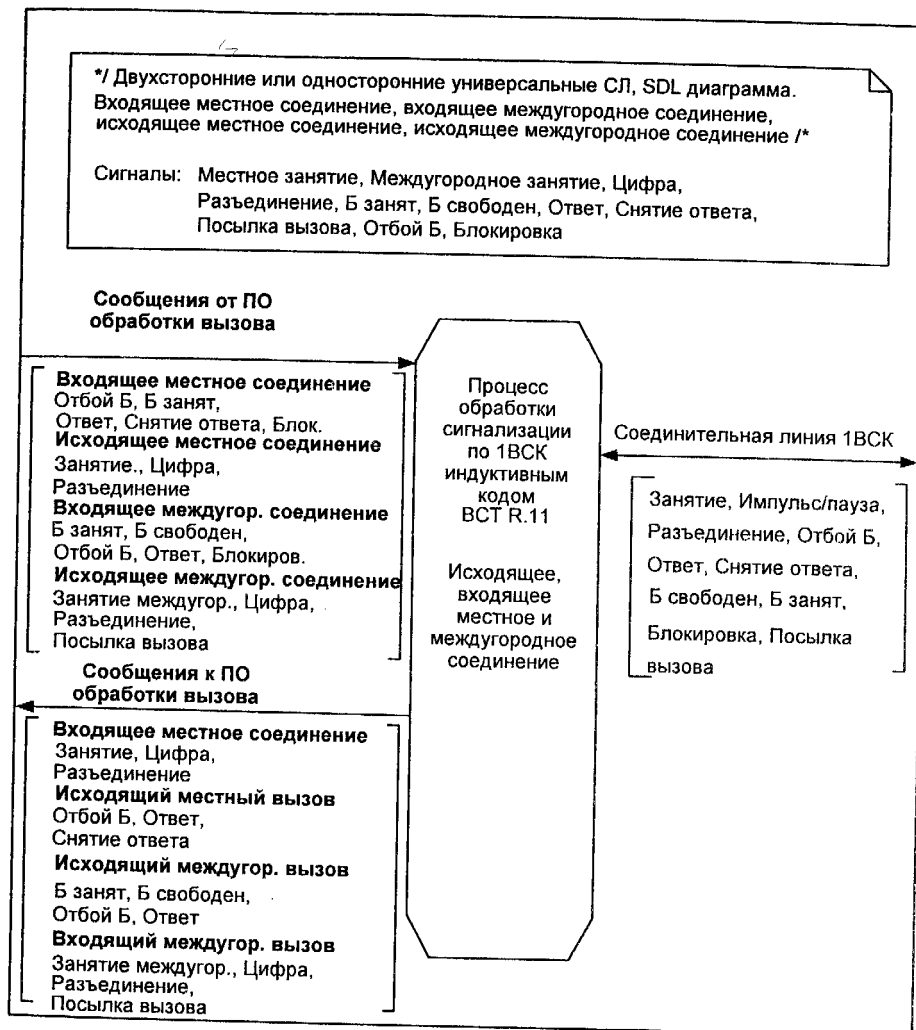 */ Двухсторонние или односторонние универсальные СЛ, SDL диаграмма.
Входящее местное соединение, входящее междугородное соединение,
исходящее местное соединение, исходящее междугородное соединение /*
Сигналы: Местное занятие, Междугородное занятие, Цифра,
Разъединение, Б занят, Б свободен, Ответ, Снятие ответа,
Посылка вызова, Отбой Б, Блокировка
Сообщения от ПО
обработки вызова
Входящее местное соединение
Отбой Б, Б занят,
Ответ, Снятие ответа, Блок.
Исходящее местное соединение
Занятие., Цифра,
Разъединение
Входящее междугор. соединение
Б занят, Б свободен,
Отбой Б, Ответ, Блокиров.
Исходящее междугор. соединение
Занятие междугор., Цифра,
Разъединение,
Посылка вызова
Сообщения к ПО
обработки вызова
Входящее местное соединение
Занятие, Цифра,
Разъединение
Исходящий местный вызов
Отбой Б, Ответ,
Снятие ответа
Исходящий междугор. вызов
Б занят, Б свободен,
Отбой Б, Ответ
Входящий междугор. вызов
Занятие междугор., Цифра,
Разъединение,
Посылка вызова
Процесс
обработки
сигнализации
по 1ВСК
индуктивным
кодом
ВСТ R.11
Исходящее,
входящее
местное и
междугородное
соединение
Соединительная линия 1ВСК
Занятие, Импульс/пауза,
Разъединение, Отбой Б,
Ответ, Снятие ответа,
Б свободен, Б занят,
Блокировка, Посылка
вызова